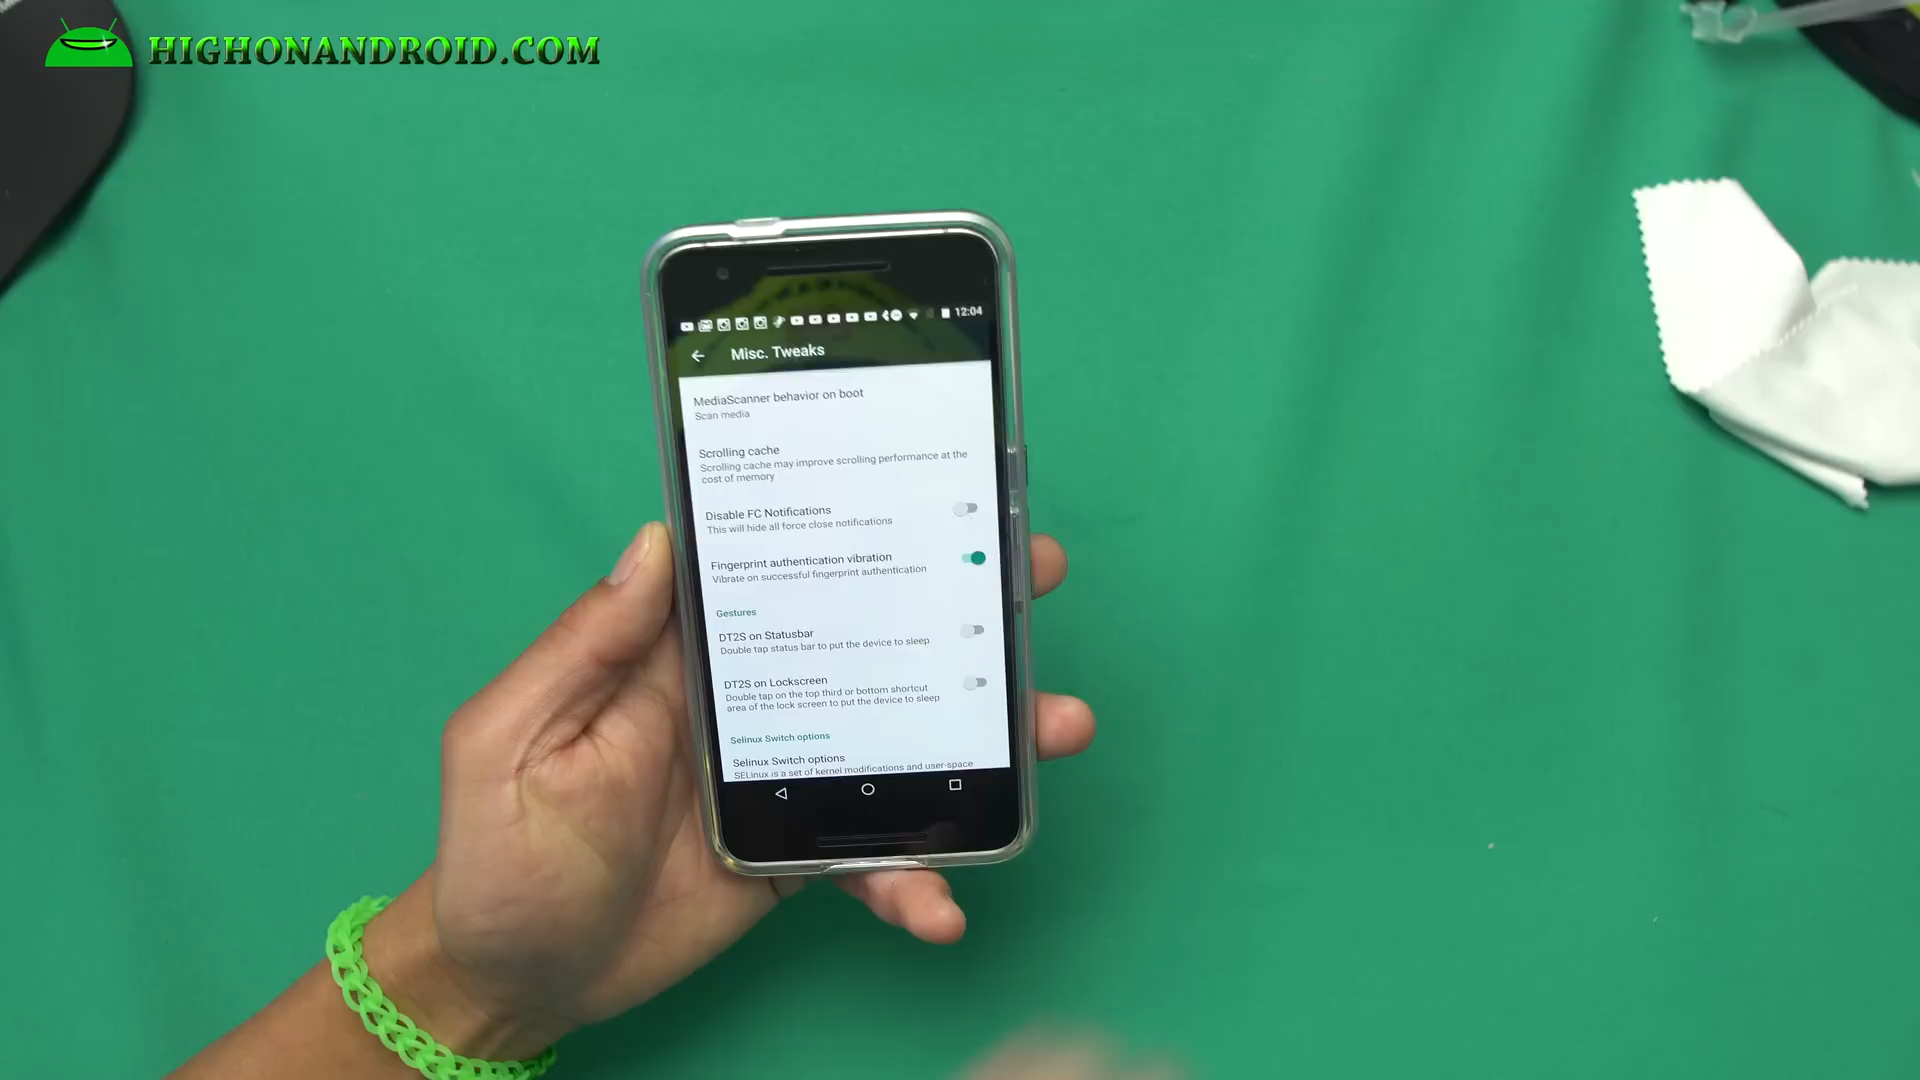 HIGHONANDROID.COM
12:04
Misc. Tweaks
MediaScanner behavior on boot
Scan media
Scrolling cache
Scrolling cache may improve scrolling performance at the
cost of memory
Disable FC Notifications
This will hide all force close notifications
Fingerprint authentication vibration
Vibrate on successful fingerprint authentication
Gestures
DT2S on Statusbar
Double tap status bar to put the device to sleep
DT2S on Lockscreen
Double tap on the top third or bottom shortcut
area of the lock screen to put the device to sleep
Selinux Switch options
Selinux Switch options
SELinux is a set of kernel modifications and user-space